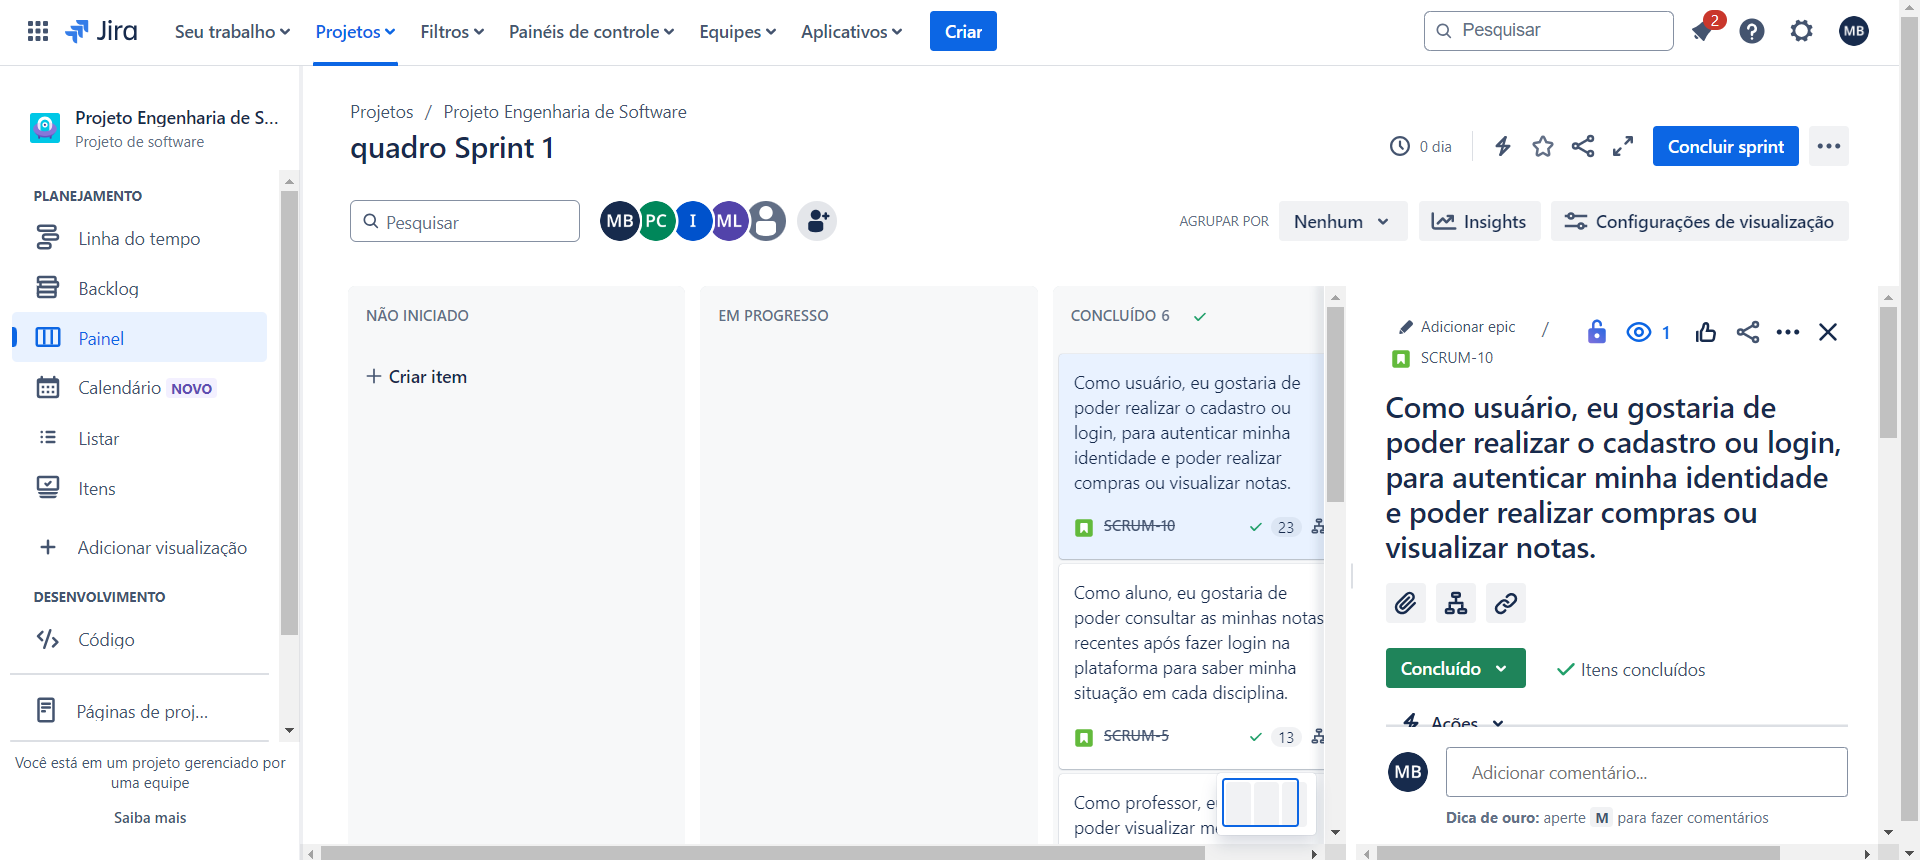 Jira
Seu trabalho
Projetos
Filtros
Painéis de controle
Equipes
Aplicativos
Criar
Pesquisar
2
MB
Projeto Engenharia de S...
Projeto de software
PLANEJAMENTO
Linha do tempo
Backlog
Painel
Calendário NOVO
Listar
Itens
Adicionar visualização
DESENVOLVIMENTO
Código
Páginas de proj...
Você está em um projeto gerenciado por
uma equipe
Saiba mais
Projetos / Projeto Engenharia de Software
quadro Sprint 1
0 dia
Concluir sprint
Pesquisar
MB PC I ML
AGRUPAR POR
Nenhum
Insights
Configurações de visualização
NÃO INICIADO
Criar item
EM PROGRESSO
CONCLUÍDO 6
Como usuário, eu gostaria de
poder realizar o cadastro ou
login, para autenticar minha
identidade e poder realizar
compras ou visualizar notas.
SCRUM-10
23
Como aluno, eu gostaria de
poder consultar as minhas notas
recentes após fazer login na
plataforma para saber minha
situação em cada disciplina.
SCRUM-5
13
Como professor, e
poder visualizar m
Adicionar epic /
1
SCRUM-10
Como usuário, eu gostaria de
poder realizar o cadastro ou login,
para autenticar minha identidade
e poder realizar compras ou
visualizar notas.
Concluído
Itens concluídos
Ações
MB
Adicionar comentário...
Dica de ouro: aperte M para fazer comentários